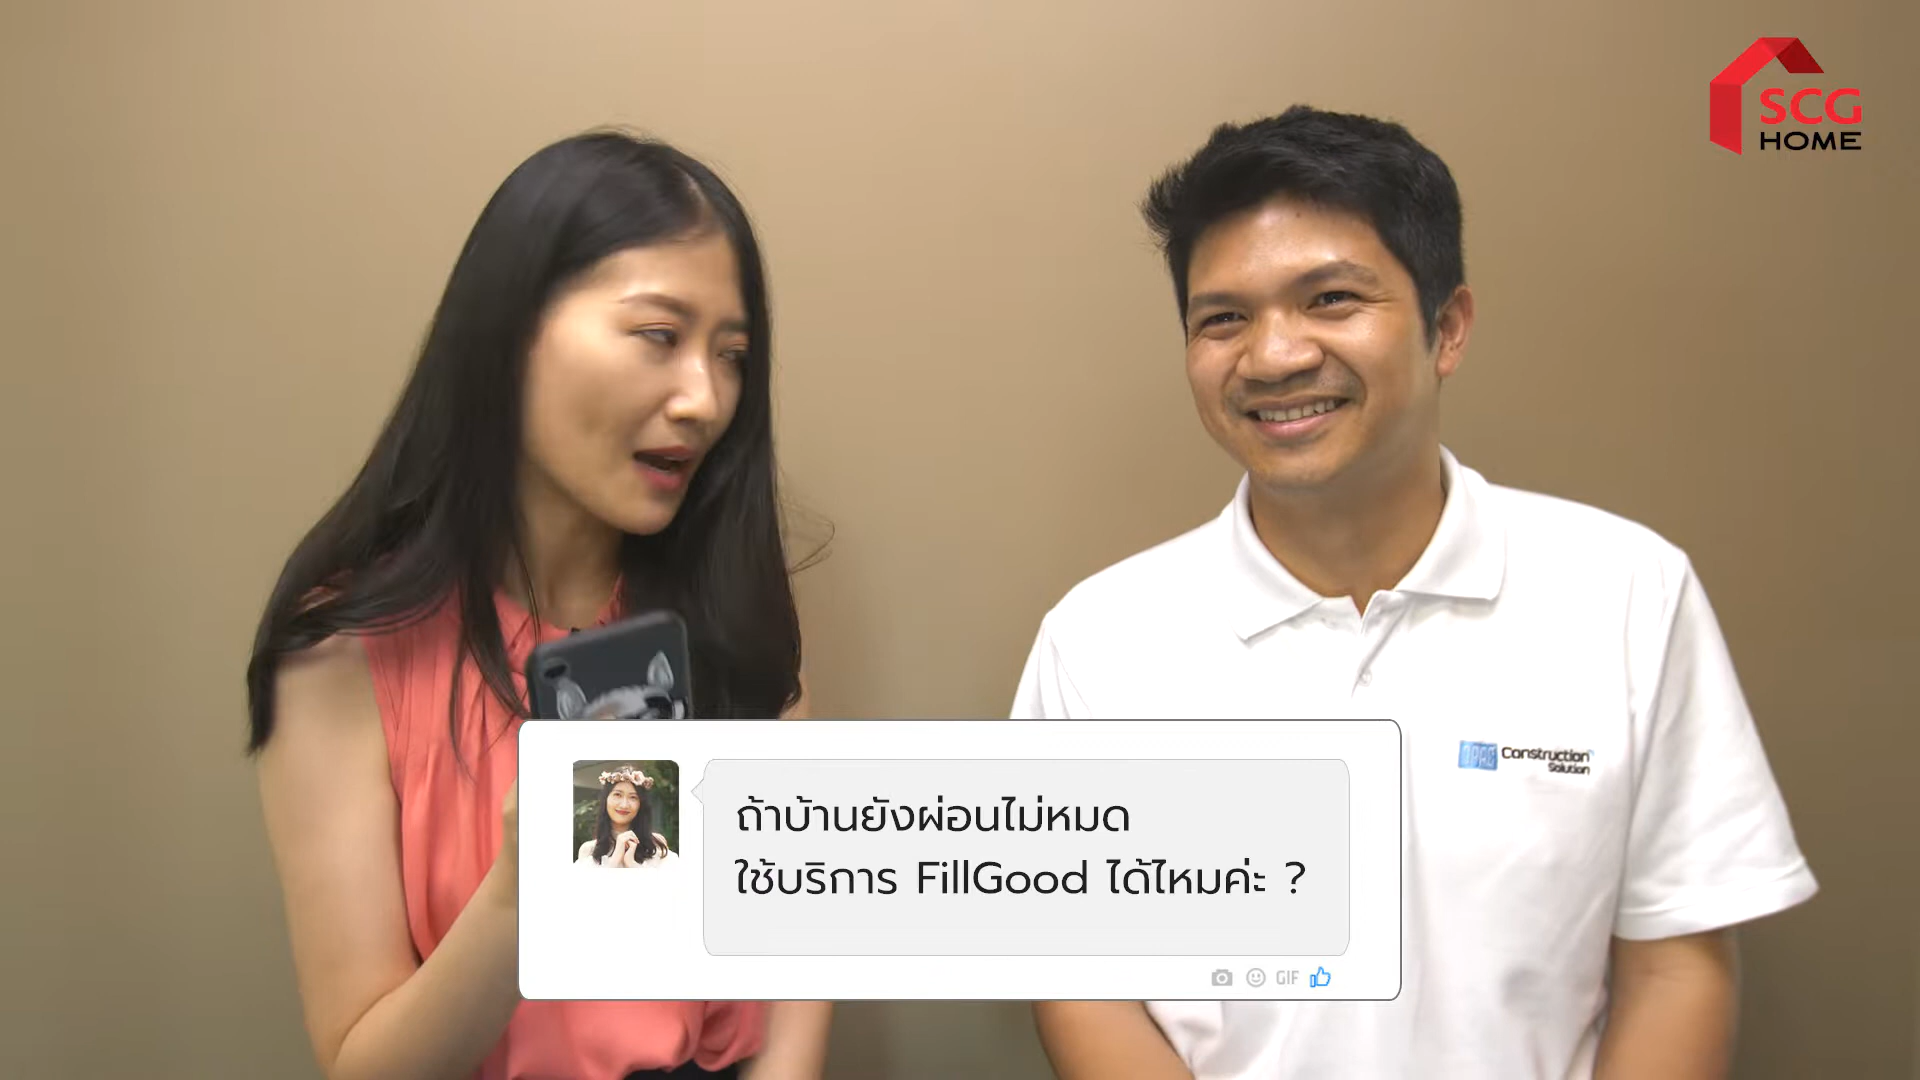 SCG
HOME
Construction
Solution
ถ้าบ้านยังผ่อนไม่หมด
ใช้บริการ FillGood ได้ไหมค่ะ ?
GIF